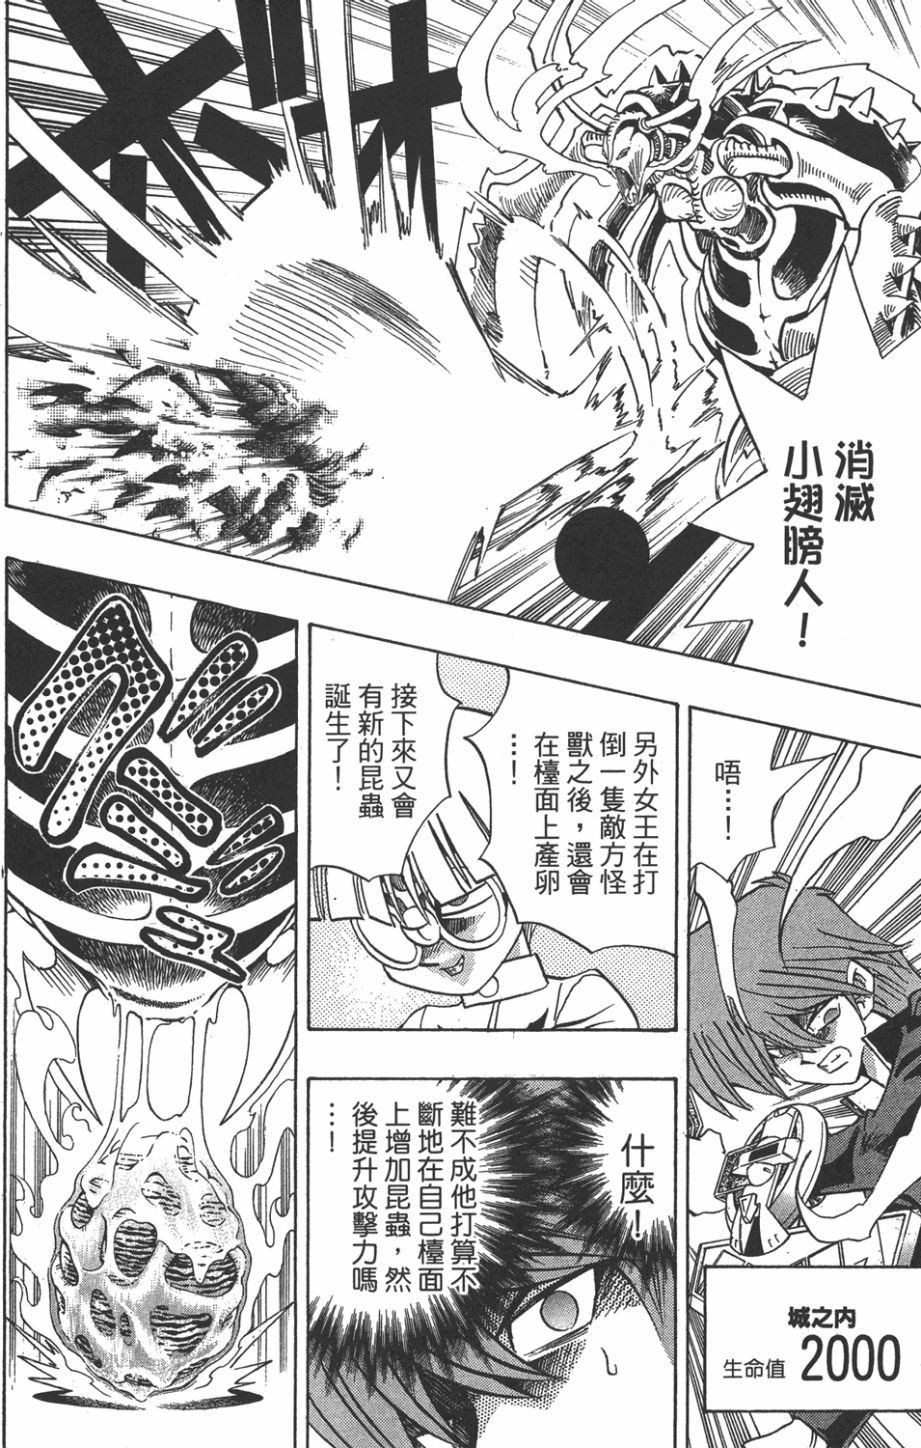 消滅
小翅膀人！
ズオオ
唔…！
城之內
生命值 2000
另外女王在打
倒一隻敵方怪
獸之後，還會
在檯面上產卵
…！
接下來又會
有新的昆蟲
誕生了！
什麼！
難不成他打算不
斷地在自己檯面
上增加昆蟲，然
後提升攻擊力嗎
…！